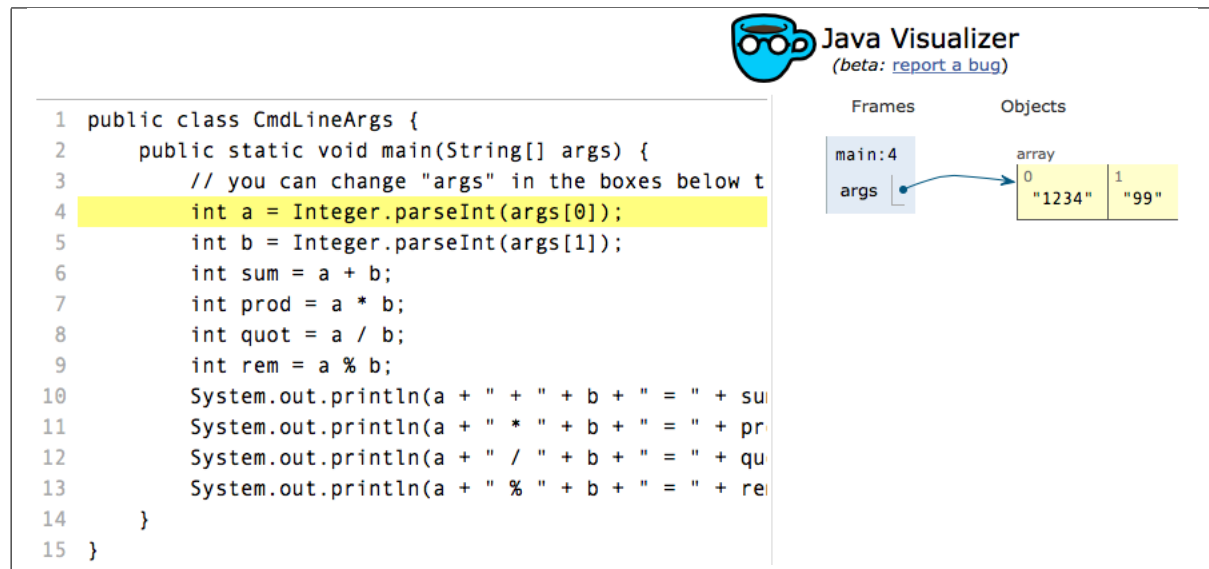 Java Visualizer
(beta: report a bug)
1 public class CmdLineArgs {
2 public static void main(String[] args) {
3 // you can change "args" in the boxes below t
4 int a = Integer.parseInt(args[0]);
5 int b = Integer.parseInt(args[1]);
6 int sum = a + b;
7 int prod = a * b;
8 int quot = a / b;
9 int rem = a % b;
10 System.out.println(a + " + " + b + " = " + su
11 System.out.println(a + " * " + b + " = " + pr
12 System.out.println(a + " / " + b + " = " + qu
13 System.out.println(a + " % " + b + " = " + re
14 }
15 }
Frames Objects
main:4
args
array
0 1
"1234" "99"